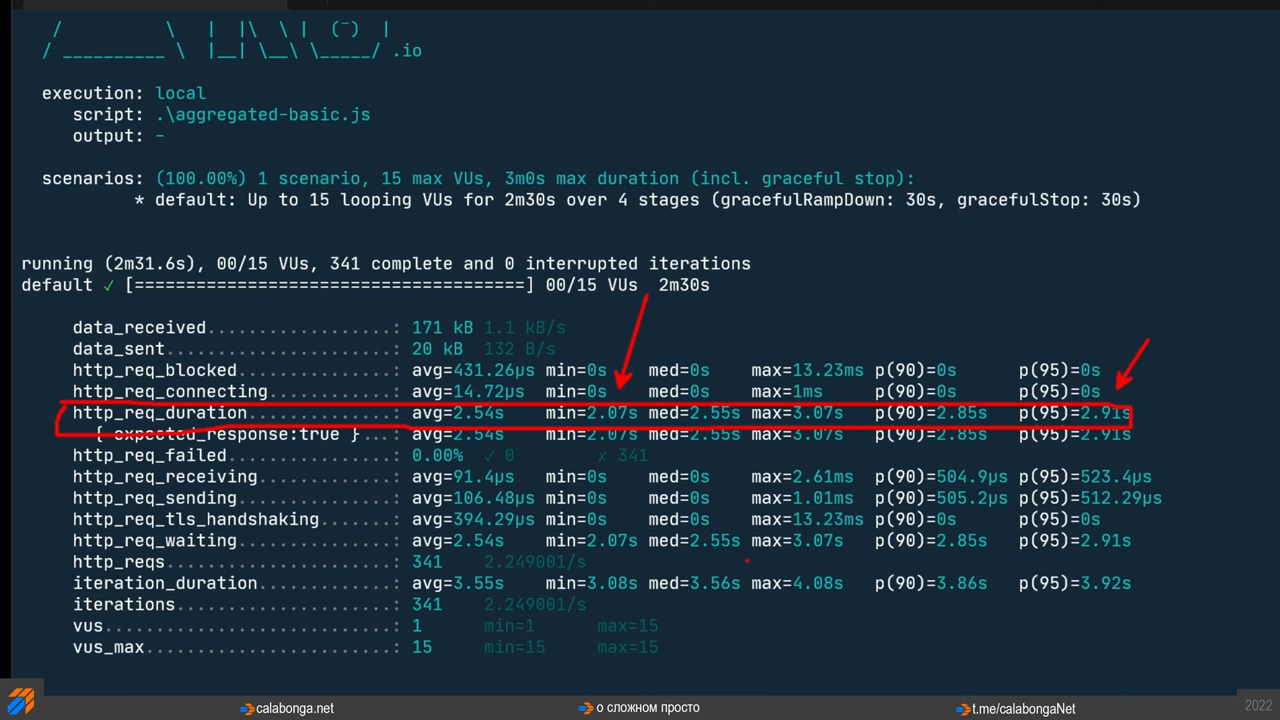 / \ | |\ \ | (‾) |
/ __________ \ |__| \__\ \_____/ .io
execution: local
script: .\aggregated-basic.js
output: -
scenarios: (100.00%) 1 scenario, 15 max VUs, 3m0s max duration (incl. graceful stop):
* default: Up to 15 looping VUs for 2m30s over 4 stages (gracefulRampDown: 30s, gracefulStop: 30s)
running (2m31.6s), 00/15 VUs, 341 complete and 0 interrupted iterations
default ✓ [======================================] 00/15 VUs 2m30s
data_received..................: 171 kB 1.1 kB/s
data_sent......................: 20 kB 132 B/s
http_req_blocked...............: avg=431.26µs min=0s med=0s max=13.23ms p(90)=0s p(95)=0s
http_req_connecting............: avg=14.72µs min=0s med=0s max=1ms p(90)=0s p(95)=0s
http_req_duration..............: avg=2.54s min=2.07s med=2.55s max=3.07s p(90)=2.85s p(95)=2.91s
{ expected_response:true }...: avg=2.54s min=2.07s med=2.55s max=3.07s p(90)=2.85s p(95)=2.91s
http_req_failed................: 0.00% ✓ 0 ✗ 341
http_req_receiving.............: avg=91.4µs min=0s med=0s max=2.61ms p(90)=504.9µs p(95)=523.4µs
http_req_sending...............: avg=106.48µs min=0s med=0s max=1.01ms p(90)=505.2µs p(95)=512.29µs
http_req_tls_handshaking.......: avg=394.29µs min=0s med=0s max=13.23ms p(90)=0s p(95)=0s
http_req_waiting...............: avg=2.54s min=2.07s med=2.55s max=3.07s p(90)=2.85s p(95)=2.91s
http_reqs......................: 341 2.249001/s
iteration_duration.............: avg=3.55s min=3.08s med=3.56s max=4.08s p(90)=3.86s p(95)=3.92s
iterations.....................: 341 2.249001/s
vus............................: 1 min=1 max=15
vus_max........................: 15 min=15 max=15
calabonga.net
о сложном просто
t.me/calabongaNet
2022